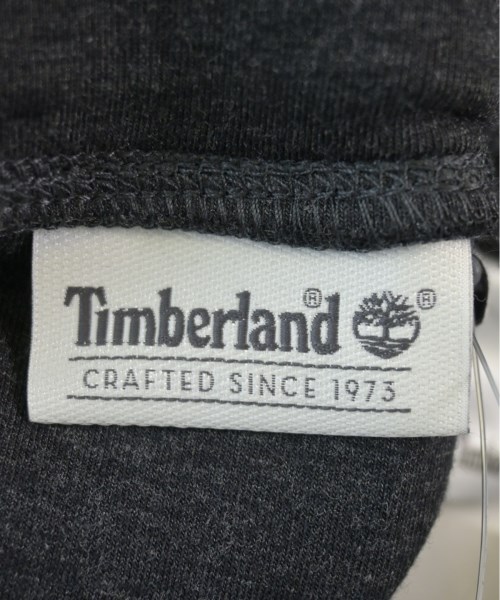 Timberland® ®
CRAFTED SINCE 1973